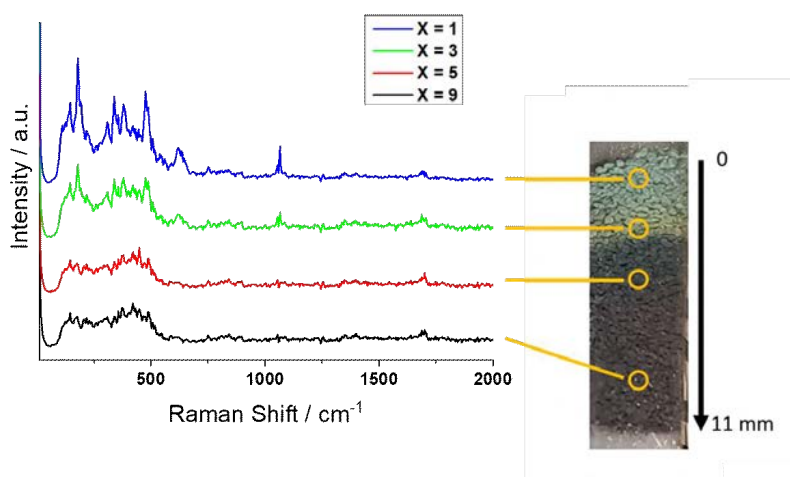 X = 1
X = 3
X = 5
X = 9
Intensity / a.u.
500
1000
1500
2000
Raman Shift / cm⁻¹
0
11 mm